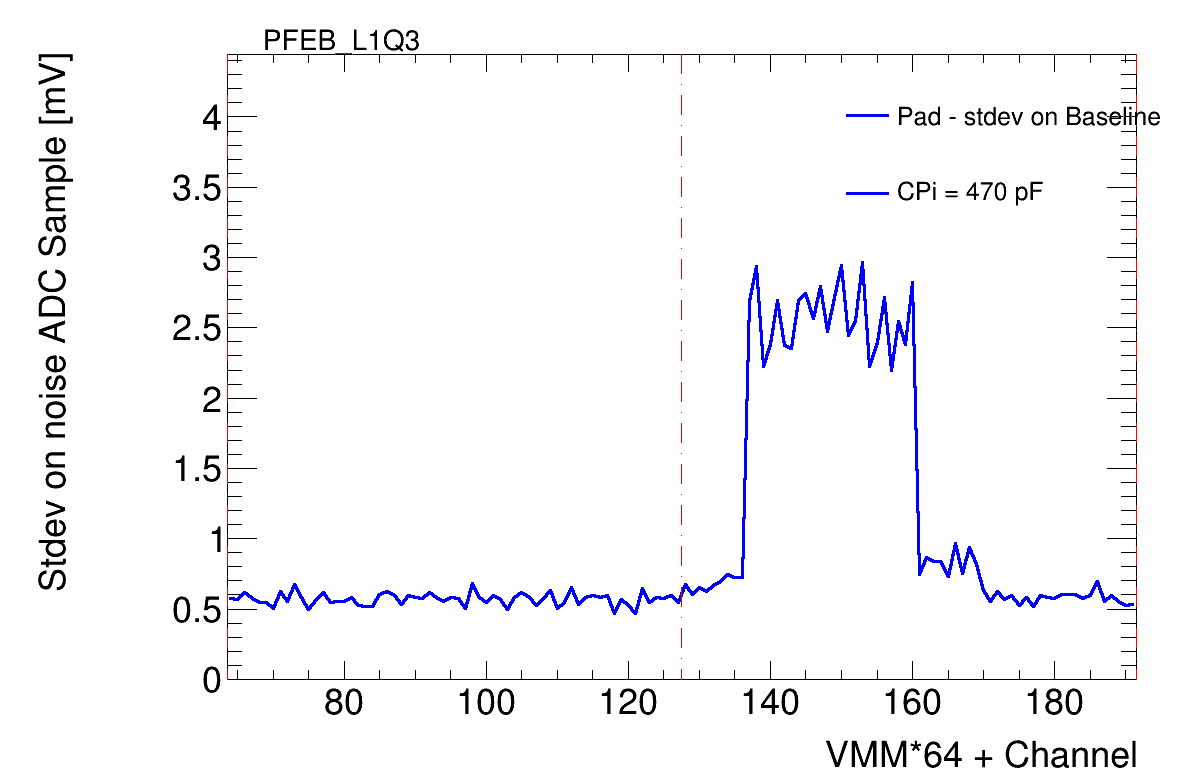 PFEB_L1Q3
Stdev on noise ADC Sample [mV]
4
3.5
3
2.5
2
1.5
1
0.5
0
Pad - stdev on Baseline
CPi = 470 pF
80 100 120 140 160 180
VMM*64 + Channel